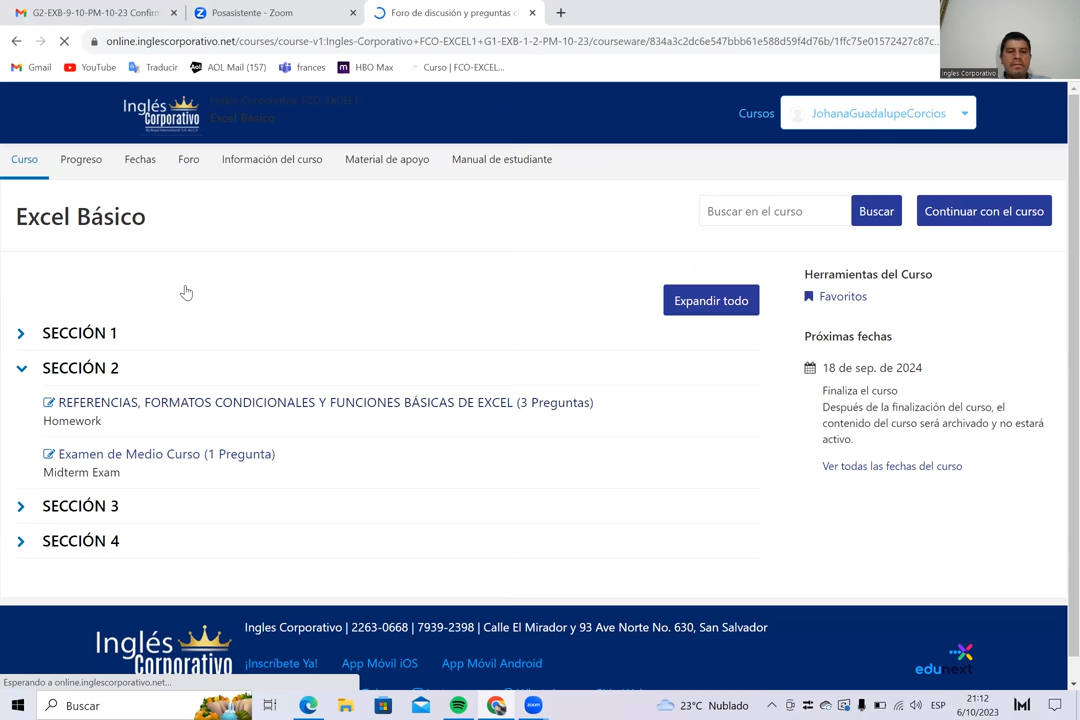 G2-EXB-9-10-PM-10-23 Confirm
Posasistente - Zoom
Foro de discusión y preguntas d
online.inglescorporativo.net/courses/course-v1:Ingles-Corporativo+FCO-EXCEL1+G1-EXB-1-2-PM-10-23/courseware/834a3c2dc6e547bbb61e588d59f4d76b/1ffc75e01572427c87c...
Gmail
YouTube
Traducir
AOL Mail (157)
frances
HBO Max
Curso | FCO-EXCEL...
Ingles Corporativo
Inglés Corporativo
Ingles Corporativo: FCO-EXCEL1
Excel Básico
Cursos
JohanaGuadalupeCorcios
Curso
Progreso
Fechas
Foro
Información del curso
Material de apoyo
Manual de estudiante
Excel Básico
Buscar en el curso
Buscar
Continuar con el curso
Expandir todo
SECCIÓN 1
SECCIÓN 2
REFERENCIAS, FORMATOS CONDICIONALES Y FUNCIONES BÁSICAS DE EXCEL (3 Preguntas)
Homework
Examen de Medio Curso (1 Pregunta)
Midterm Exam
SECCIÓN 3
SECCIÓN 4
Herramientas del Curso
Favoritos
Próximas fechas
18 de sep. de 2024
Finaliza el curso
Después de la finalización del curso, el
contenido del curso será archivado y no estará
activo.
Ver todas las fechas del curso
Inglés
Corporativo
Ingles Corporativo | 2263-0668 | 7939-2398 | Calle El Mirador y 93 Ave Norte No. 630, San Salvador
¡Inscríbete Ya!
App Móvil iOS
App Móvil Android
edunext
Esperando a online.inglescorporativo.net...
Buscar
zoom
23°C Nublado
ESP
21:12
6/10/2023